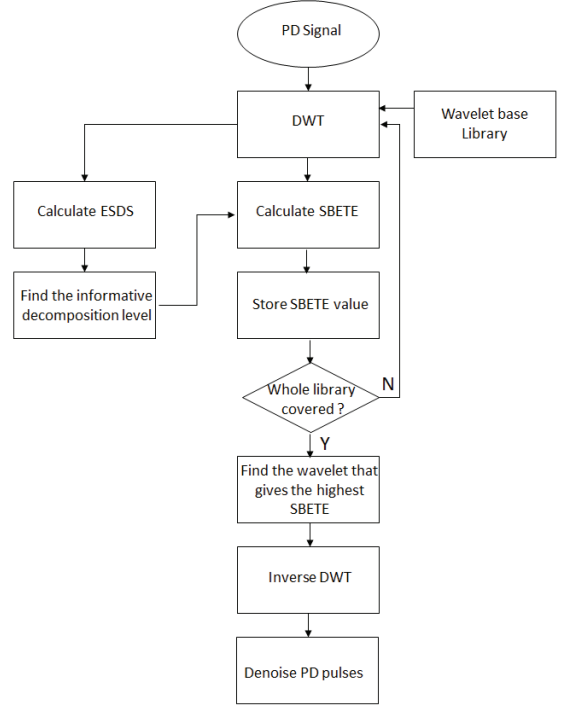 PD Signal
DWT
Wavelet base
Library
Calculate ESDS
Calculate SBETE
Find the informative
decomposition level
Store SBETE value
Whole library
covered ?
N
Y
Find the wavelet that
gives the highest
SBETE
Inverse DWT
Denoise PD pulses